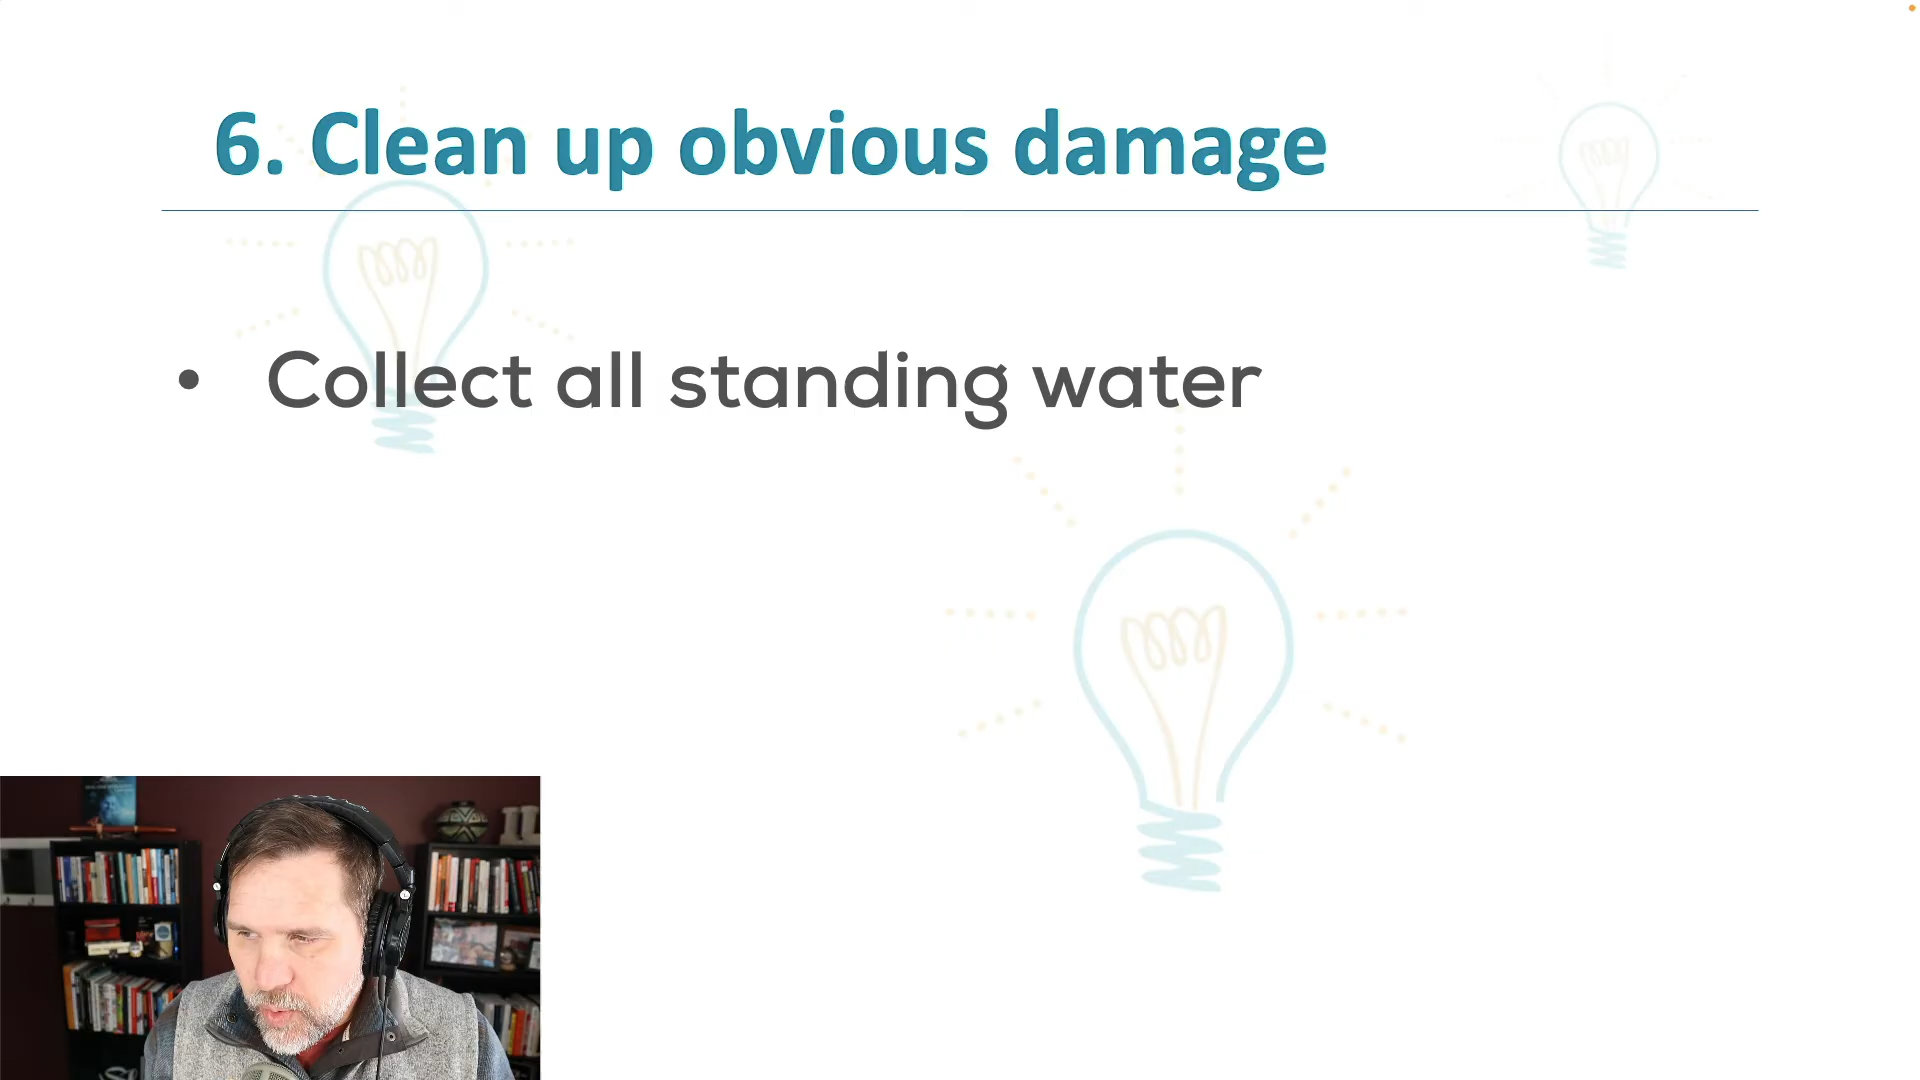 6. Clean up obvious damage
• Collect all standing water